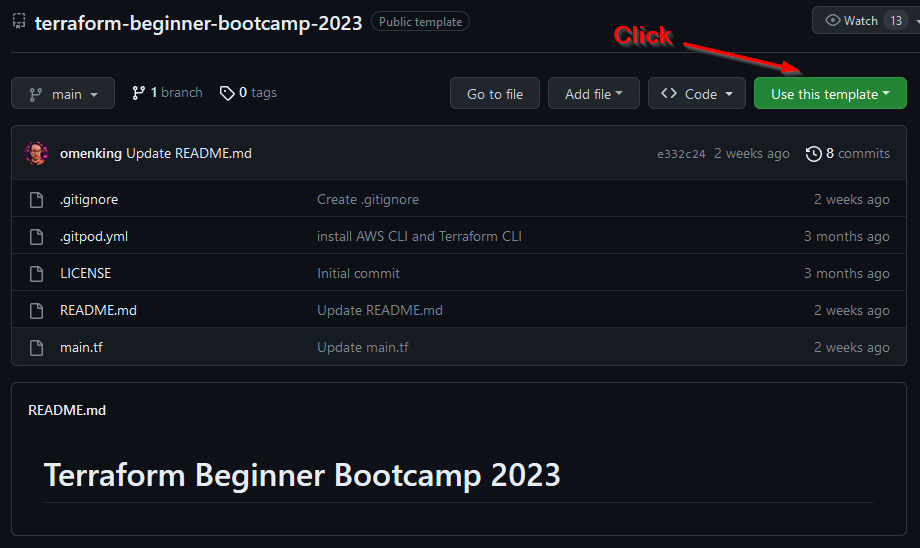 terraform-beginner-bootcamp-2023 Public template Watch 13
Click
main 1 branch 0 tags Go to file Add file Code Use this template
omenking Update README.md e332c24 2 weeks ago 8 commits
.gitignore Create .gitignore 2 weeks ago
.gitpod.yml install AWS CLI and Terraform CLI 3 months ago
LICENSE Initial commit 3 months ago
README.md Update README.md 2 weeks ago
main.tf Update main.tf 2 weeks ago
README.md
Terraform Beginner Bootcamp 2023